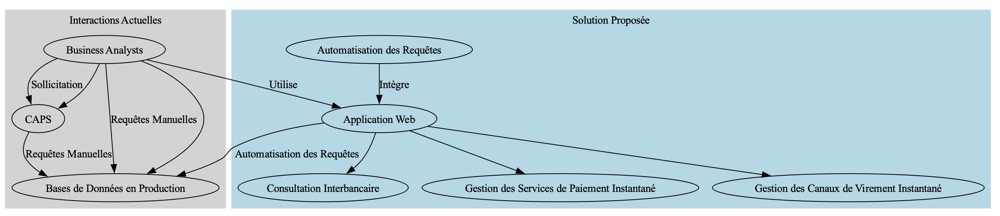 Interactions Actuelles
Solution Proposée
Business Analysts
Automatisation des Requêtes
Sollicitation
Utilise
Intègre
CAPS
Requêtes Manuelles
Application Web
Requêtes Manuelles
Automatisation des Requêtes
Bases de Données en Production
Consultation Interbancaire
Gestion des Services de Paiement Instantané
Gestion des Canaux de Virement Instantané